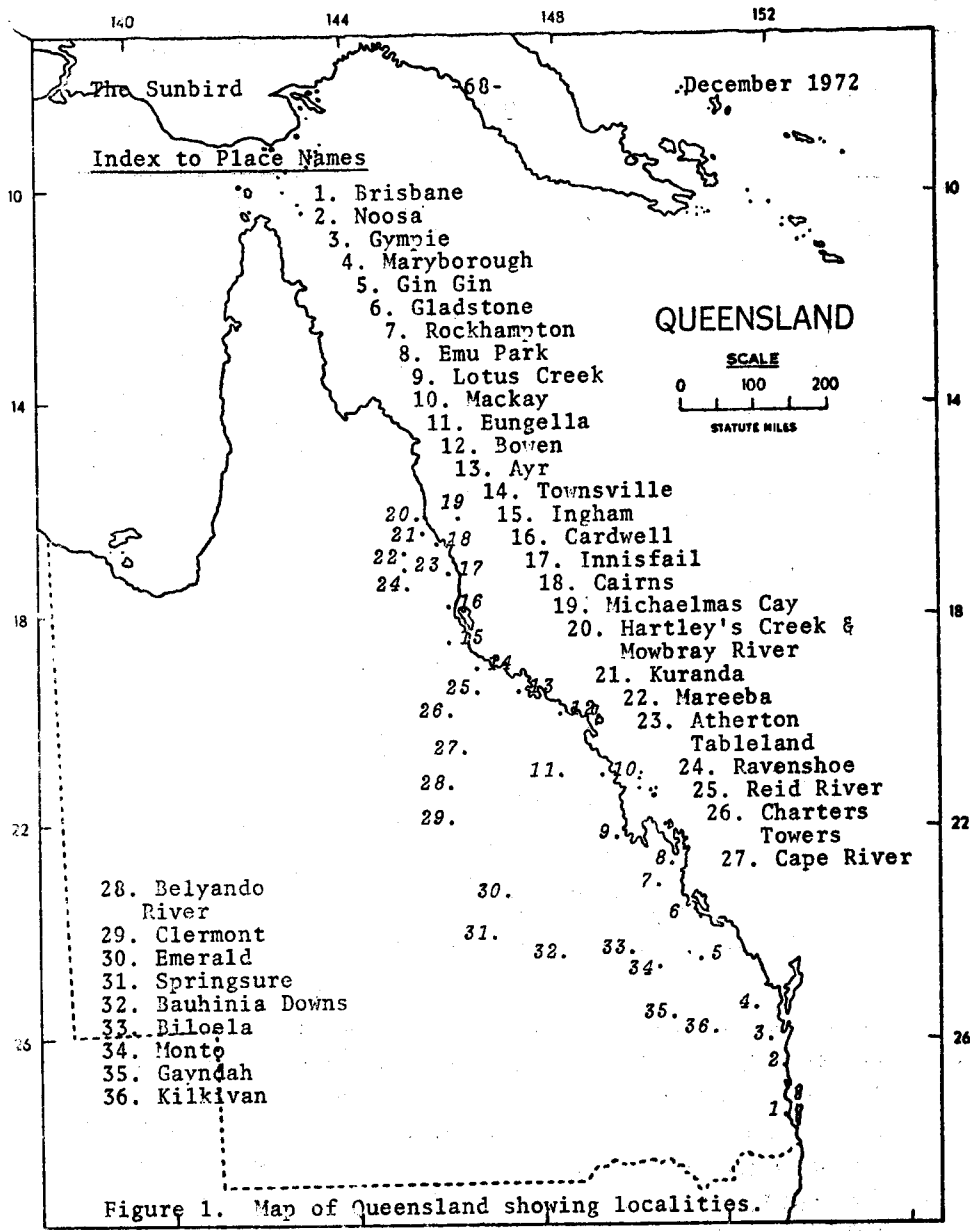 140 144 148 152
The Sunbird -68- December 1972
Index to Place Names
10 10
1. Brisbane
2. Noosa
3. Gympie
4. Maryborough
5. Gin Gin
6. Gladstone
7. Rockhampton
8. Emu Park
9. Lotus Creek
10. Mackay
11. Eungella
12. Bowen
13. Ayr
14. Townsville
15. Ingham
16. Cardwell
17. Innisfail
18. Cairns
19. Michaelmas Cay
20. Hartley's Creek &
Mowbray River
21. Kuranda
22. Mareeba
23. Atherton
Tableland
24. Ravenshoe
25. Reid River
26. Charters
Towers
27. Cape River
QUEENSLAND
SCALE
0 100 200
STATUTE MILES
14 14
19
20.
21. 18
22. 23 17
24.
16
18 18
15
14
25. 13
26. 12
27.
11. 10
28.
29.
22 22
9.
8.
7.
30.
6
31.
32. 33. 5
34.
35. 36. 4.
3.
26 26
2
1
28. Belyando
River
29. Clermont
30. Emerald
31. Springsure
32. Bauhinia Downs
33. Biloela
34. Monto
35. Gayndah
36. Kilkivan
Figure 1. Map of Queensland showing localities.